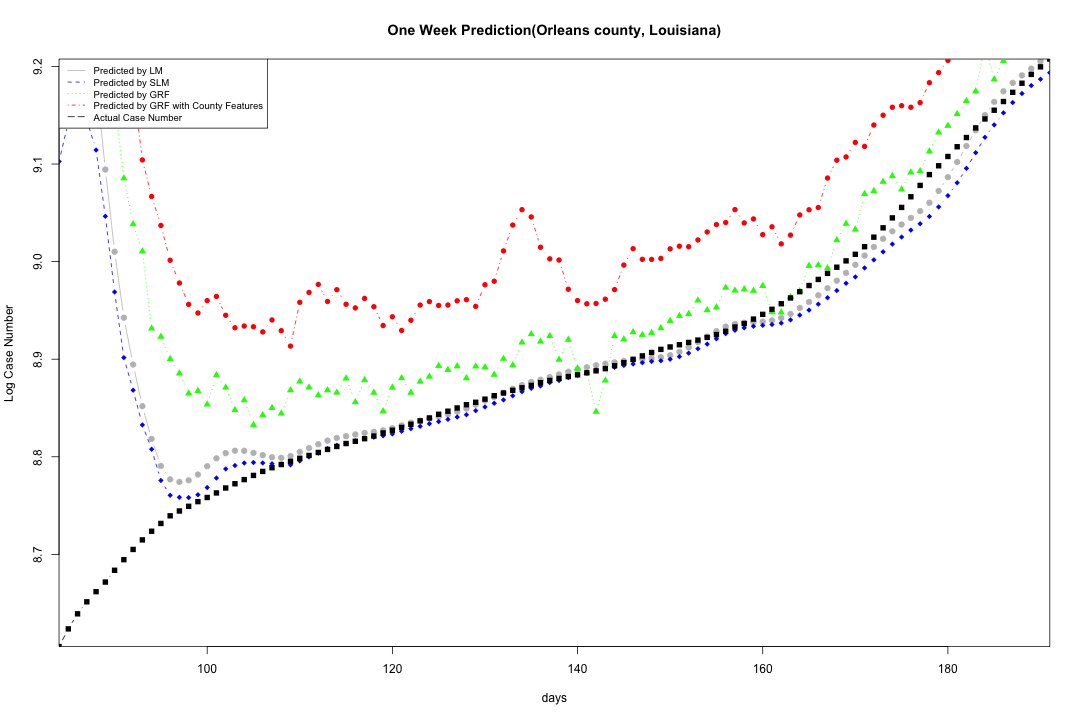 One Week Prediction(Orleans county, Louisiana)
Predicted by LM
Predicted by SLM
Predicted by GRF
Predicted by GRF with County Features
Actual Case Number
Log Case Number
9.2
9.1
9.0
8.9
8.8
8.7
100 120 140 160 180
days